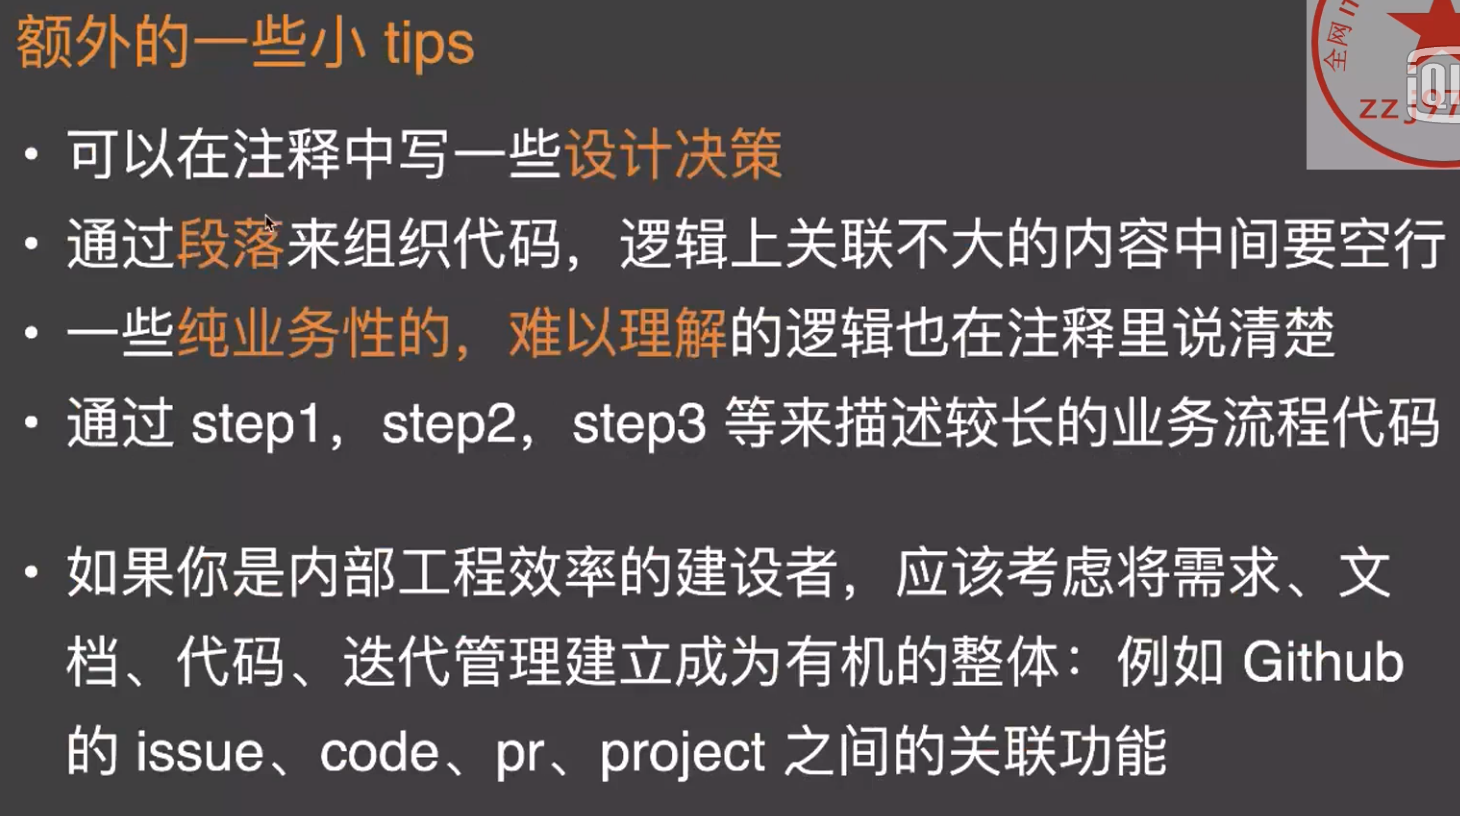 额外的一些小 tips
全网
zzj97
• 可以在注释中写一些设计决策
• 通过段落来组织代码，逻辑上关联不大的内容中间要空行
• 一些纯业务性的，难以理解的逻辑也在注释里说清楚
• 通过 step1，step2，step3 等来描述较长的业务流程代码
• 如果你是内部工程效率的建设者，应该考虑将需求、文
档、代码、迭代管理建立成为有机的整体：例如 Github
的 issue、code、pr、project 之间的关联功能